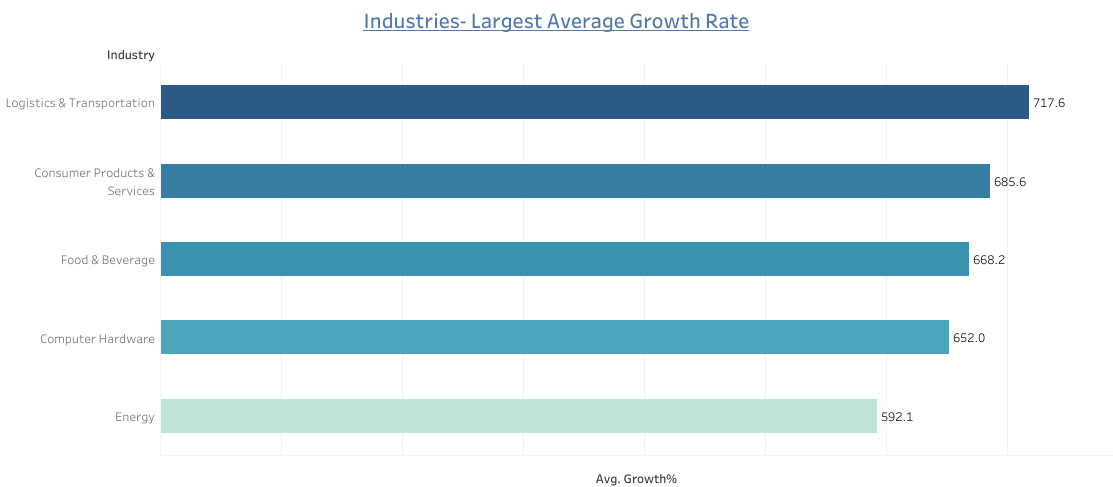 Industries- Largest Average Growth Rate
Industry
Logistics & Transportation
717.6
Consumer Products &
Services
685.6
Food & Beverage
668.2
Computer Hardware
652.0
Energy
592.1
Avg. Growth%